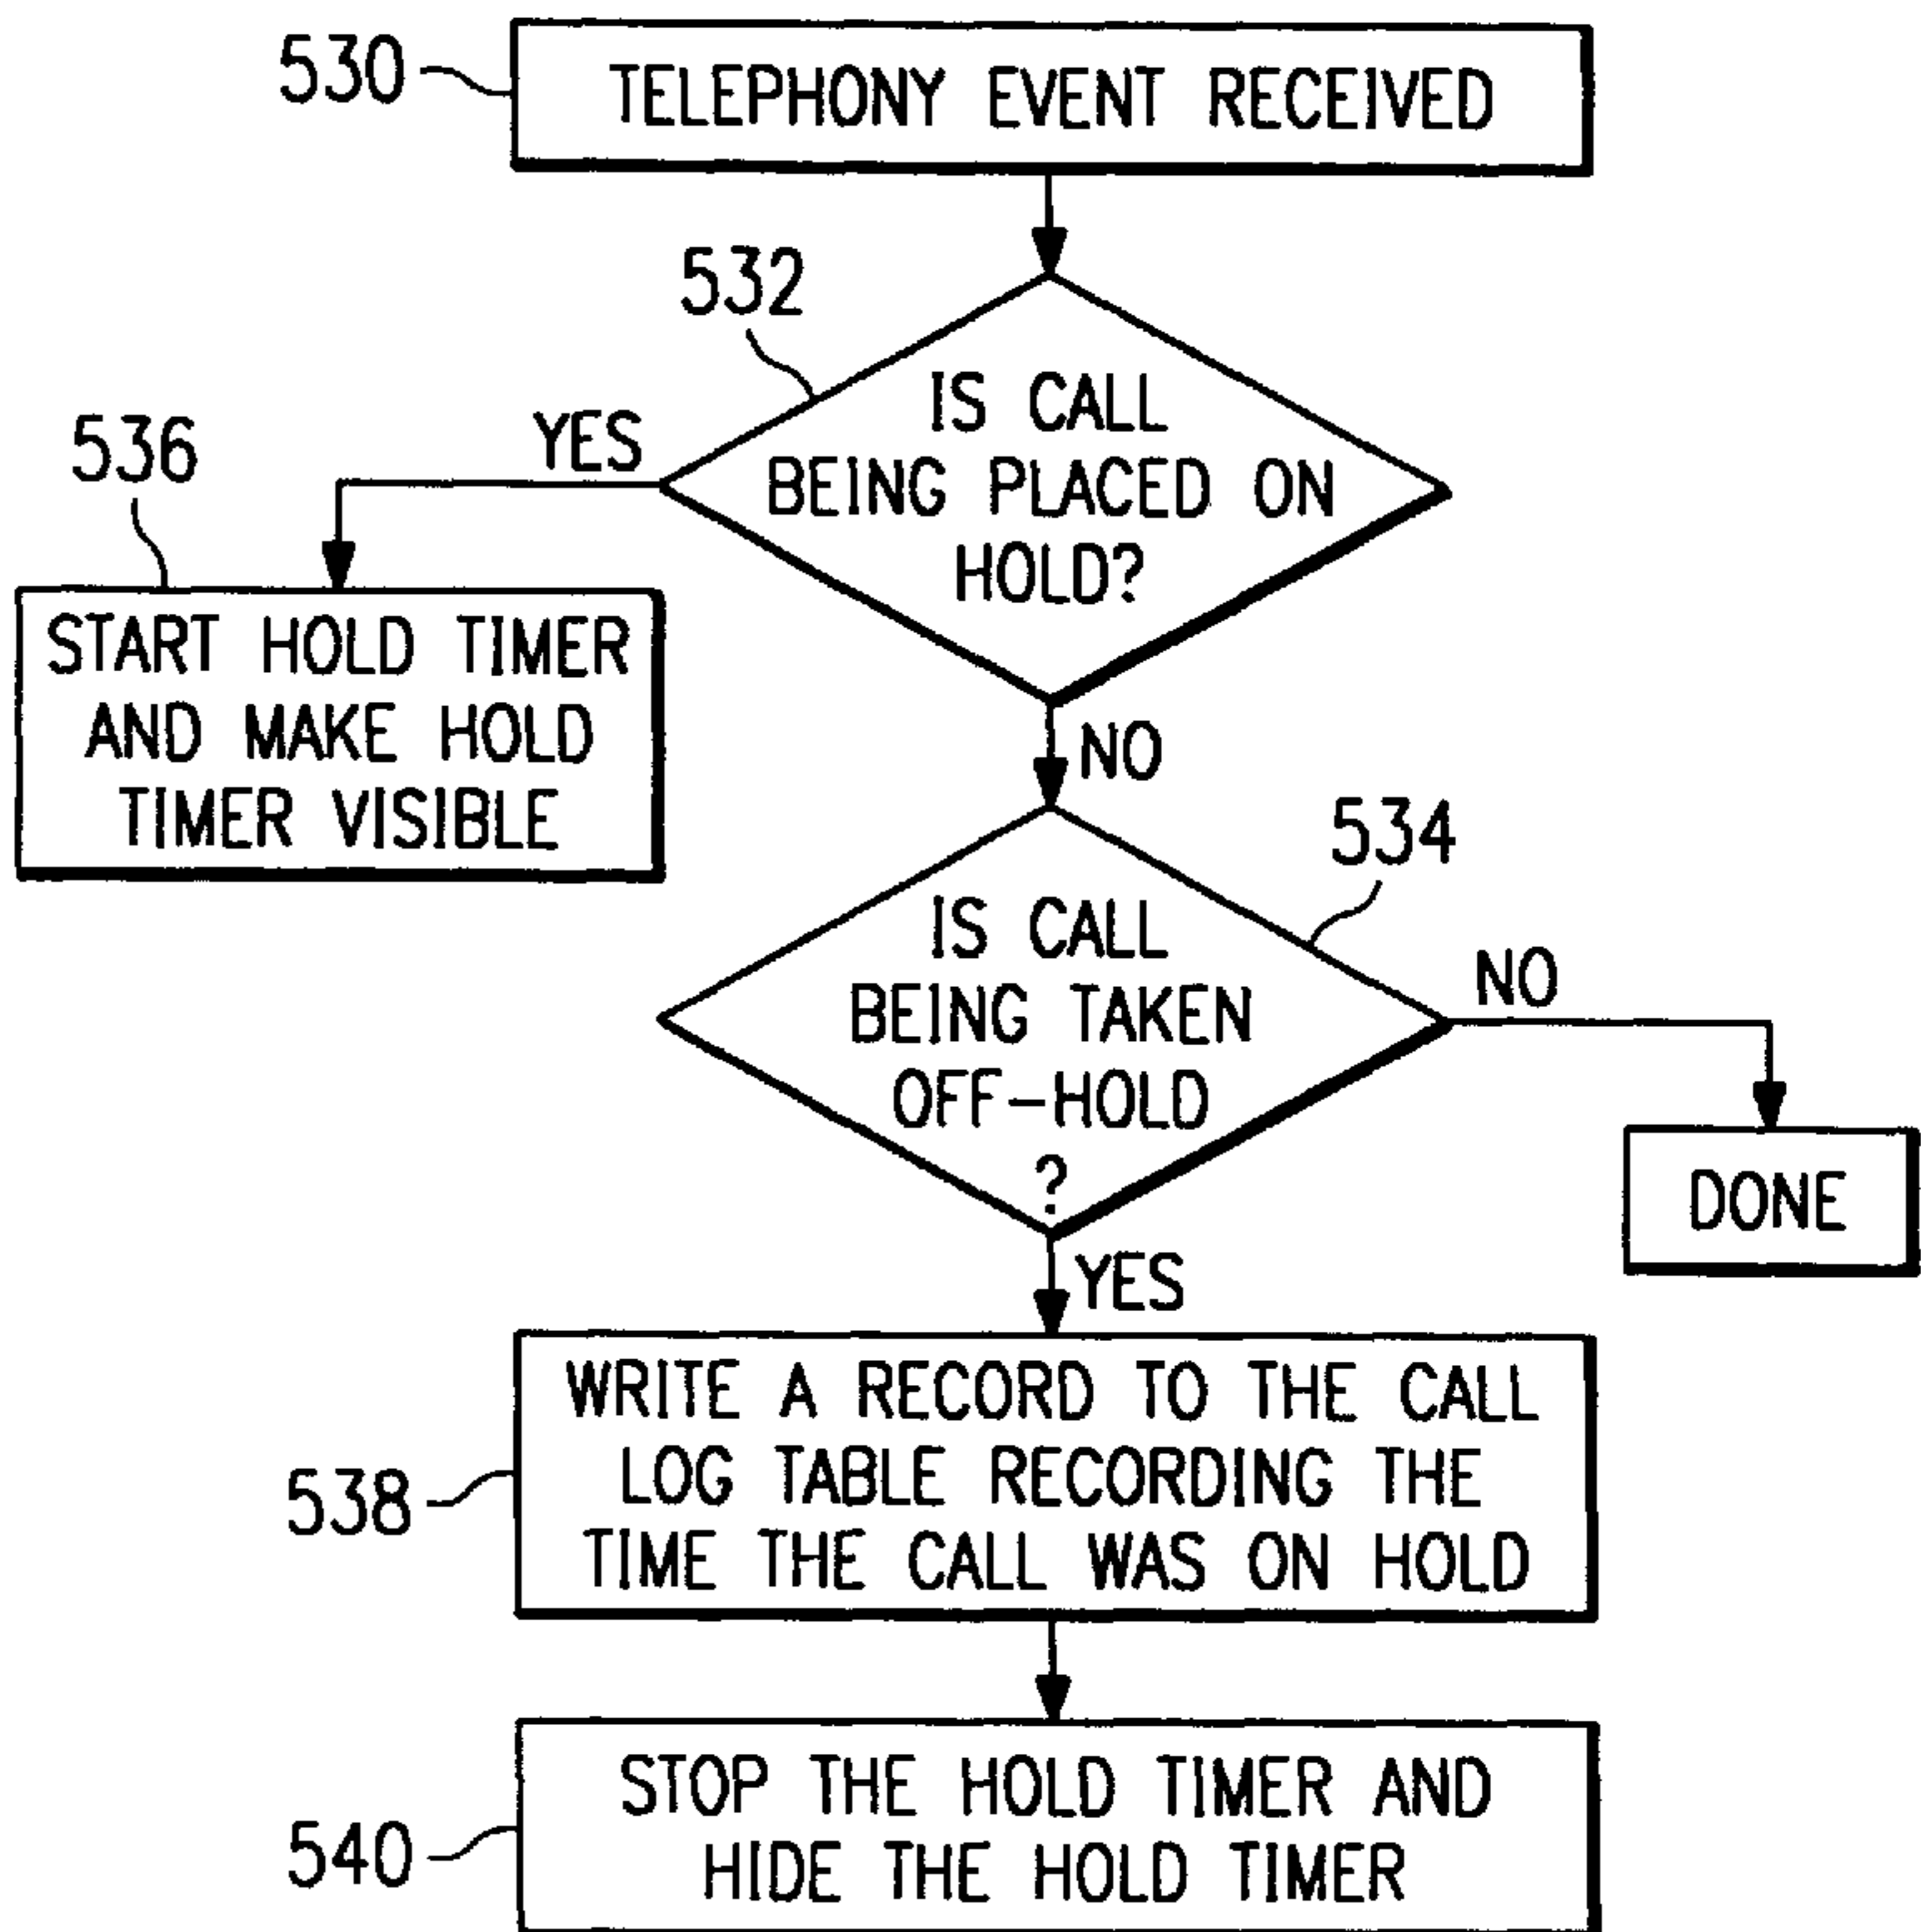 530
TELEPHONY EVENT RECEIVED
532
IS CALL
BEING PLACED ON
HOLD?
YES
536
START HOLD TIMER
AND MAKE HOLD
TIMER VISIBLE
NO
534
IS CALL
BEING TAKEN
OFF-HOLD
?
NO
DONE
YES
538
WRITE A RECORD TO THE CALL
LOG TABLE RECORDING THE
TIME THE CALL WAS ON HOLD
540
STOP THE HOLD TIMER AND
HIDE THE HOLD TIMER